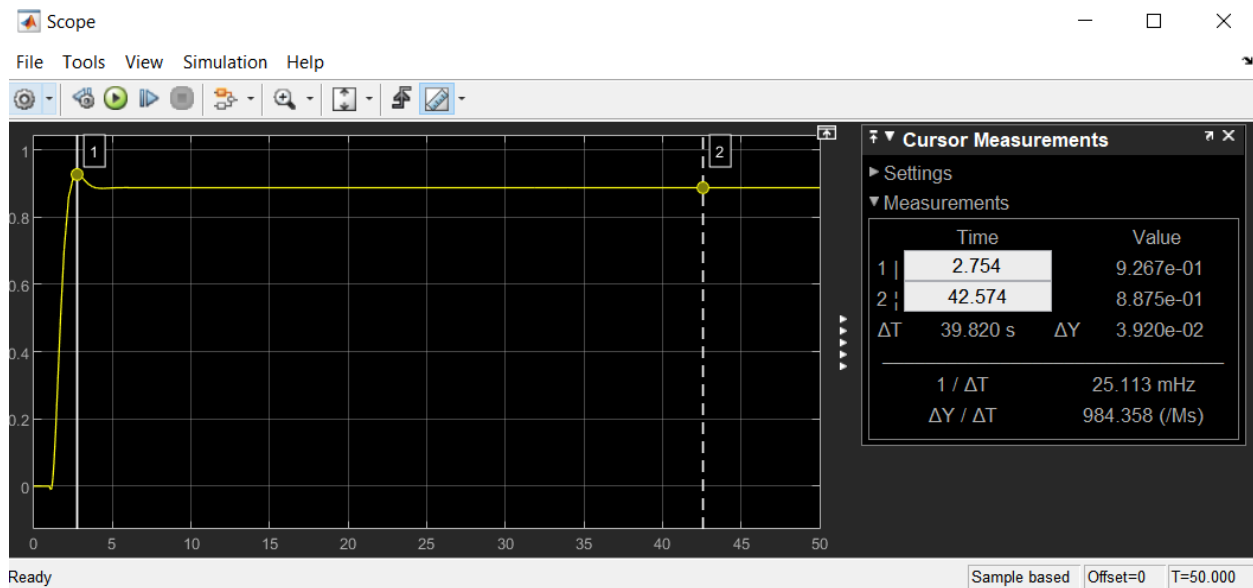 Scope
File Tools View Simulation Help
Cursor Measurements
Settings
Measurements
Time Value
1 | 2.754 9.267e-01
2 ¦ 42.574 8.875e-01
ΔT 39.820 s ΔY 3.920e-02
1 / ΔT 25.113 mHz
ΔY / ΔT 984.358 (/Ms)
1 2
1
0.8
0.6
0.4
0.2
0
0 5 10 15 20 25 30 35 40 45 50
Ready Sample based Offset=0 T=50.000